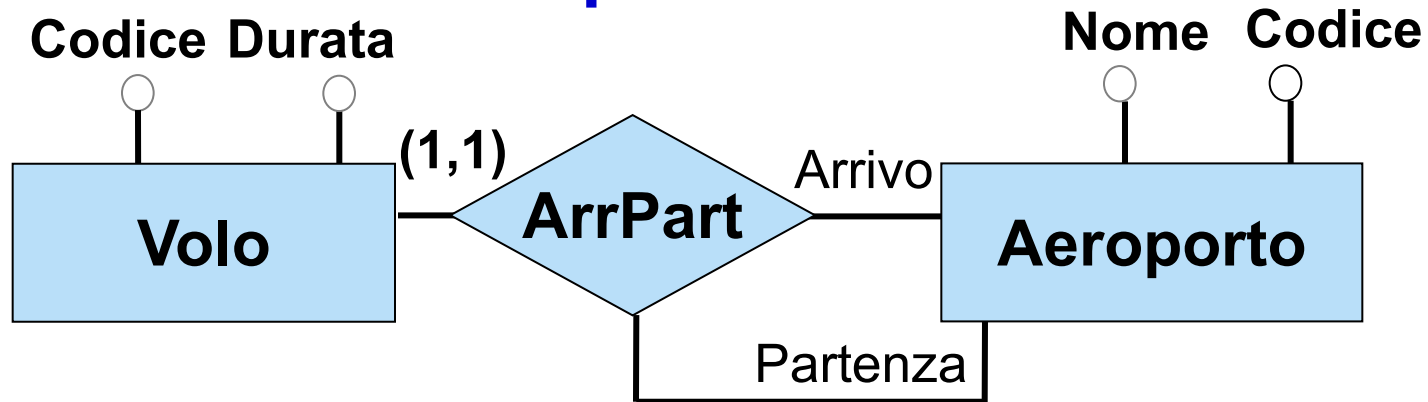 Codice Durata
Nome Codice
(1,1)
Arrivo
Volo
ArrPart
Aeroporto
Partenza